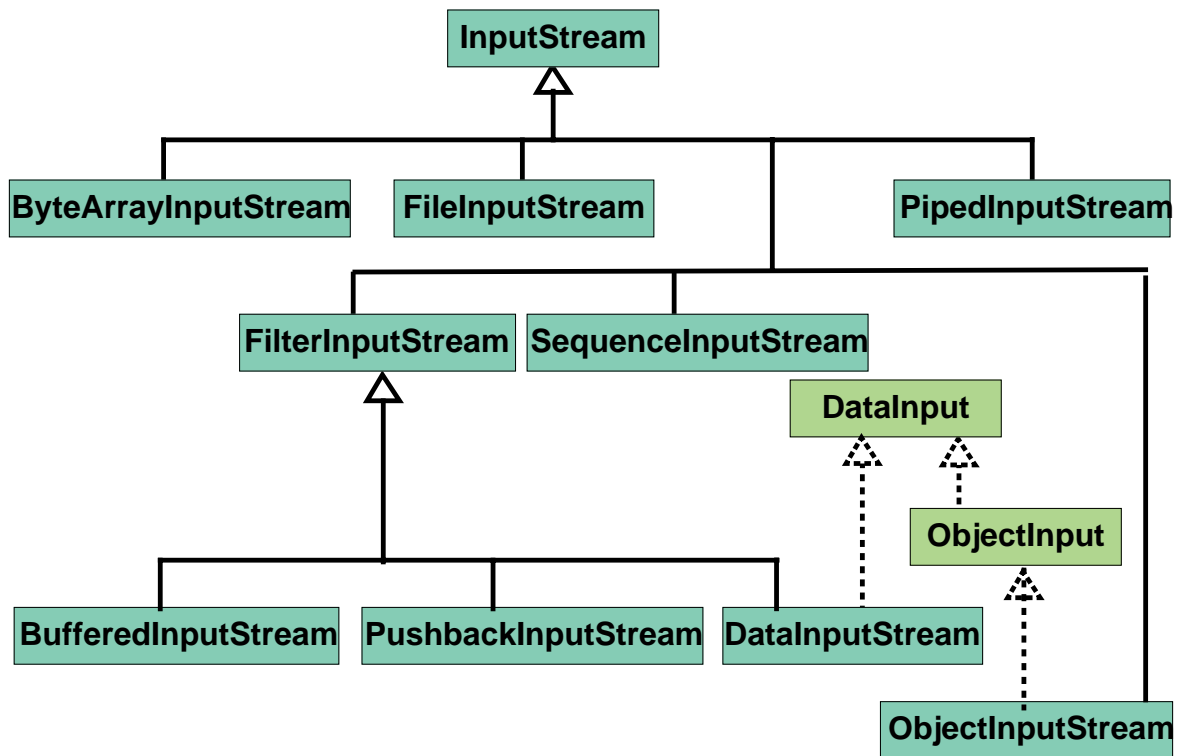 InputStream
ByteArrayInputStream
FileInputStream
PipedInputStream
FilterInputStream
SequenceInputStream
DataInput
ObjectInput
BufferedInputStream
PushbackInputStream
DataInputStream
ObjectInputStream